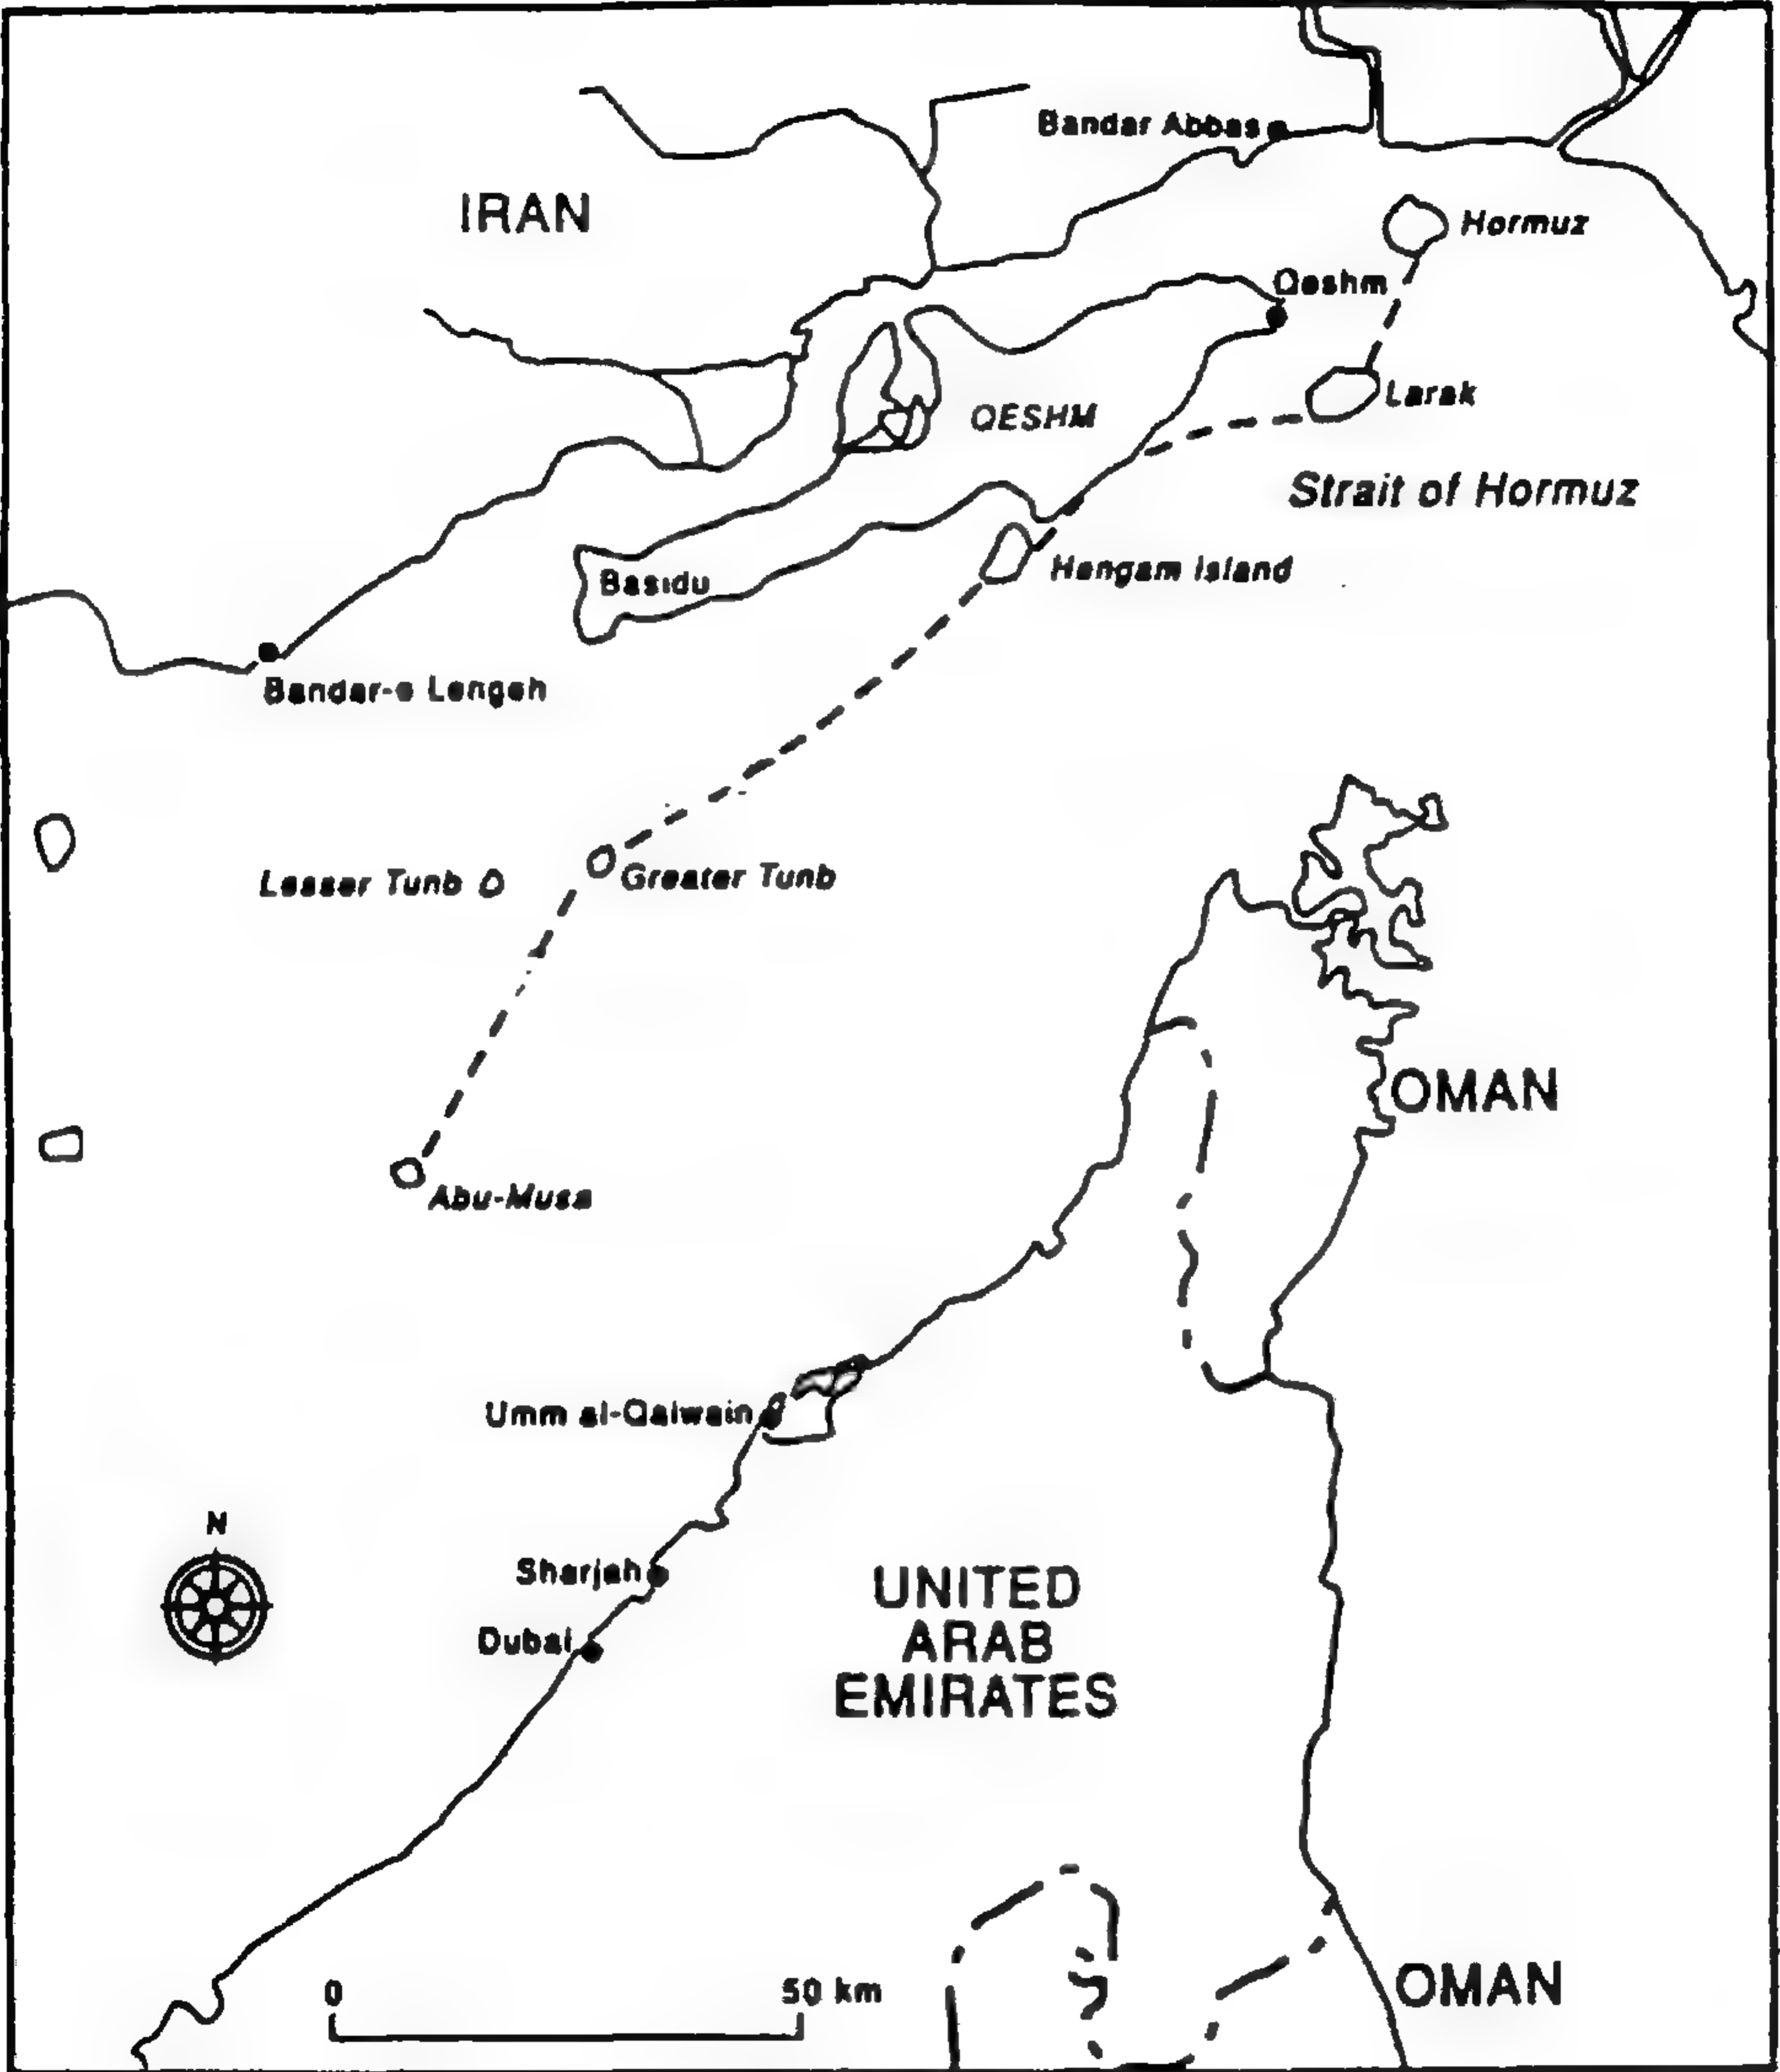 Bandar Abbas
IRAN
Hormuz
Qeshm
Larak
QESHM
Strait of Hormuz
Hengam Island
Basidu
Bandar-e Lengeh
Lesser Tunb
Greater Tunb
OMAN
Abu-Musa
Umm al-Qaiwain
N
Sharjah
Dubai
UNITED
ARAB
EMIRATES
0 50 km
OMAN